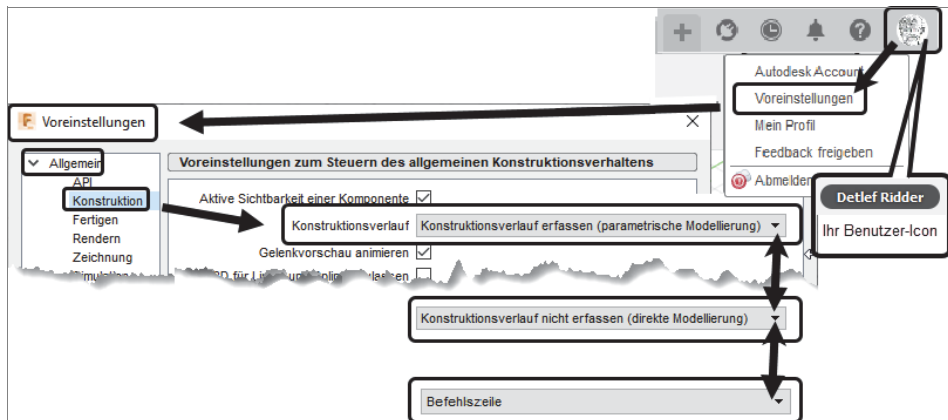 Autodesk Account
Voreinstellungen
Mein Profil
Feedback freigeben
Abmelden
Detlef Ridder
Ihr Benutzer-Icon
Voreinstellungen
Allgemein
API
Konstruktion
Fertigen
Rendern
Zeichnung
Simulation
Voreinstellungen zum Steuern des allgemeinen Konstruktionsverhaltens
Aktive Sichtbarkeit einer Komponente
Konstruktionsverlauf Konstruktionsverlauf erfassen (parametrische Modellierung)
Gelenkvorschau animieren
für
Konstruktionsverlauf nicht erfassen (direkte Modellierung)
Befehlszeile